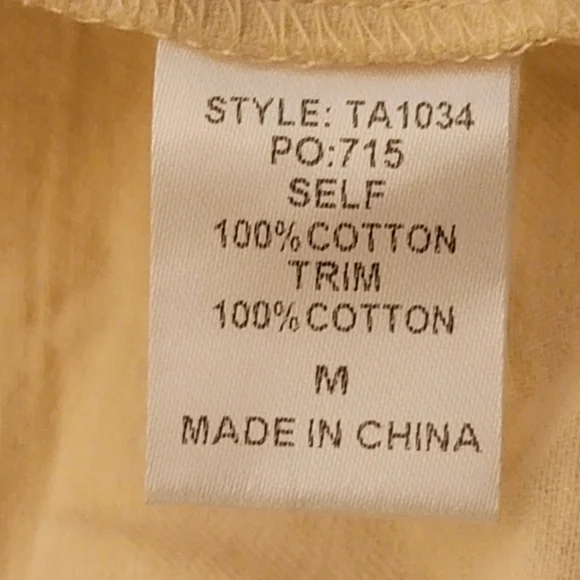 STYLE: TA1034
PO:715
SELF
100% COTTON
TRIM
100% COTTON
M
MADE IN CHINA